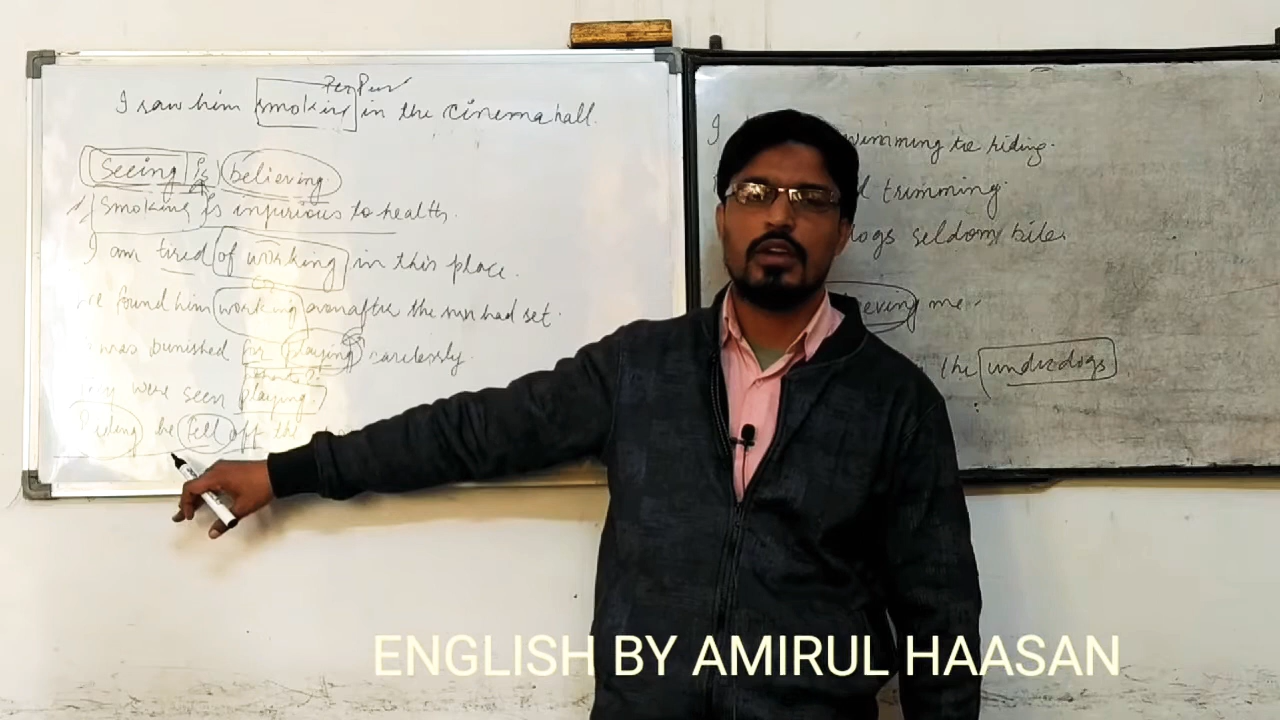 I saw him smoking in the cinema hall.
Seeing is believing.
Smoking is injurious to health.
I am tired of working in this place.
found him working even after the sun had set.
was punished for playing carelessly.
were seen playing.
Riding he fell off the
I swimming to riding.
trimming.
dogs seldom bite.
me.
the underdogs
ENGLISH BY AMIRUL HAASAN